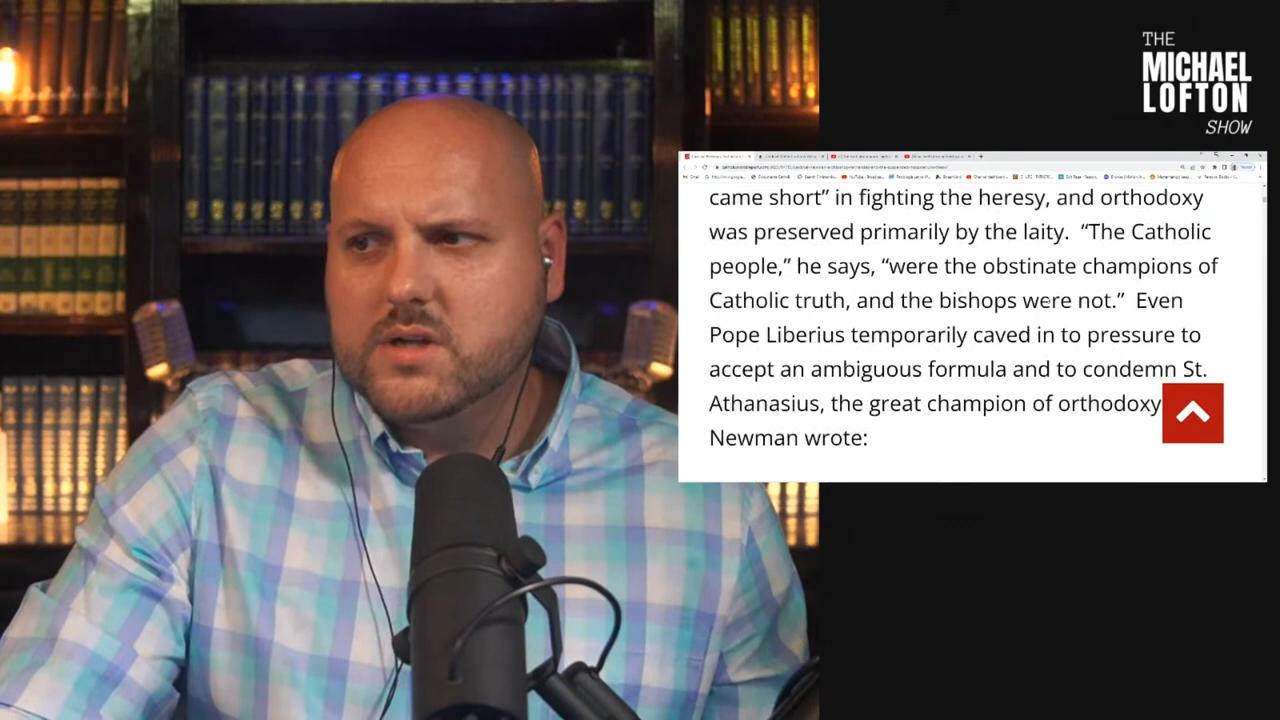 THE
MICHAEL
LOFTON
SHOW
came short” in fighting the heresy, and orthodoxy
was preserved primarily by the laity.  “The Catholic
people,” he says, “were the obstinate champions of
Catholic truth, and the bishops were not.”  Even
Pope Liberius temporarily caved in to pressure to
accept an ambiguous formula and to condemn St.
Athanasius, the great champion of orthodoxy
Newman wrote: